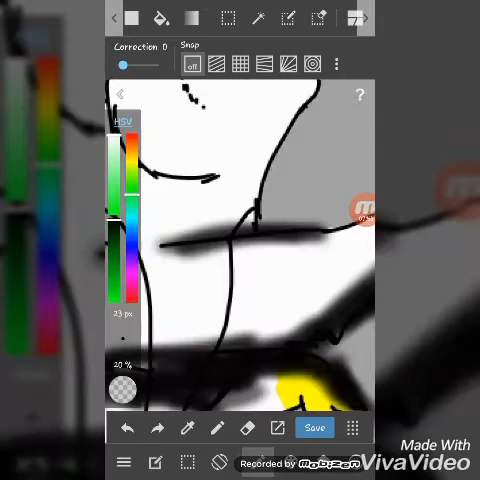 Correction 0
Snap
off
?
HSV
23 px
20 %
Save
Recorded by mobizen
Made With
VivaVideo